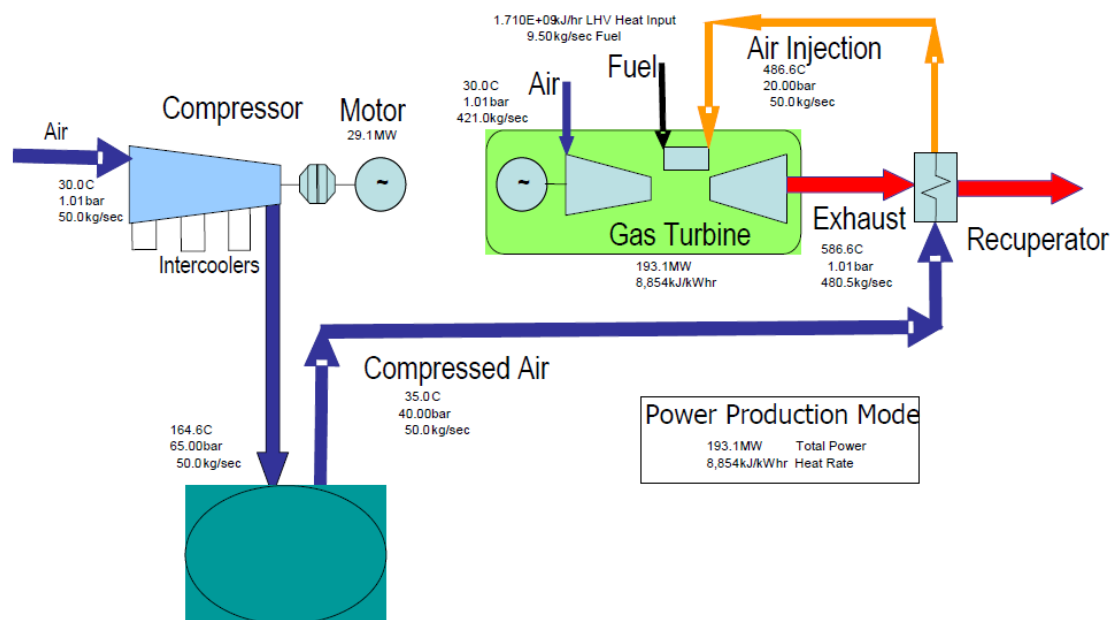 1.710E+09kJ/hr LHV Heat Input
9.50kg/sec Fuel
Air Injection
486.6C
20.00bar
50.0kg/sec
Fuel
Air
30.0C
1.01bar
421.0kg/sec
Compressor
Motor
29.1MW
Air
30.0C
1.01bar
50.0kg/sec
~
~
Intercoolers
Gas Turbine
193.1MW
8,854kJ/kWhr
Exhaust
586.6C
1.01bar
480.5kg/sec
Recuperator
Compressed Air
35.0C
40.00bar
50.0kg/sec
164.6C
65.00bar
50.0kg/sec
Power Production Mode
193.1MW Total Power
8,854kJ/kWhr Heat Rate